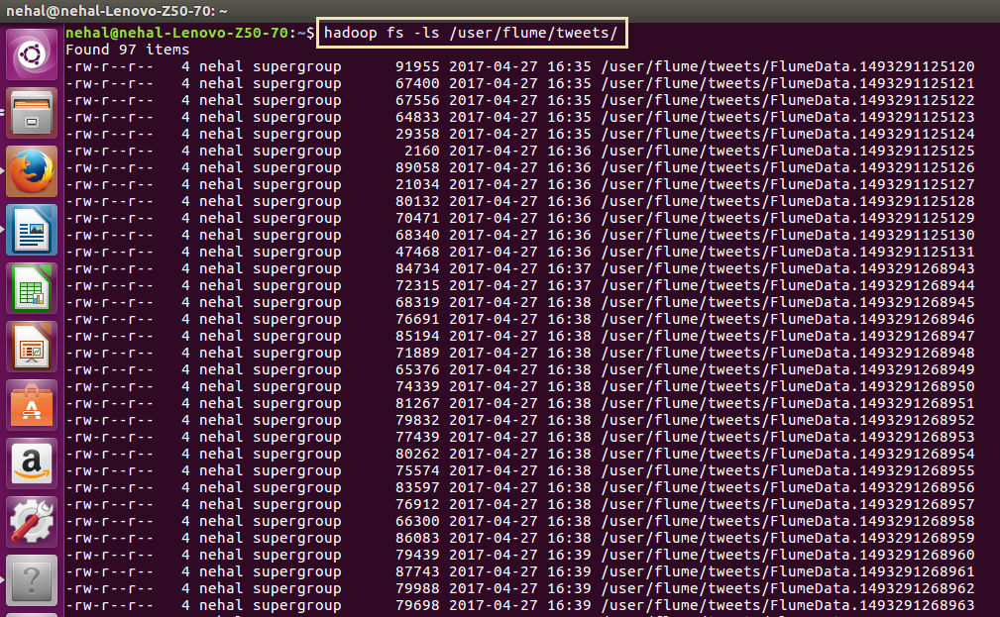 nehal@nehal-Lenovo-Z50-70: ~
nehal@nehal-Lenovo-Z50-70:~$ hadoop fs -ls /user/flume/tweets/
Found 97 items
-rw-r--r-- 4 nehal supergroup 91955 2017-04-27 16:35 /user/flume/tweets/FlumeData.1493291125120
-rw-r--r-- 4 nehal supergroup 67400 2017-04-27 16:35 /user/flume/tweets/FlumeData.1493291125121
-rw-r--r-- 4 nehal supergroup 67556 2017-04-27 16:35 /user/flume/tweets/FlumeData.1493291125122
-rw-r--r-- 4 nehal supergroup 64833 2017-04-27 16:35 /user/flume/tweets/FlumeData.1493291125123
-rw-r--r-- 4 nehal supergroup 29358 2017-04-27 16:35 /user/flume/tweets/FlumeData.1493291125124
-rw-r--r-- 4 nehal supergroup 2160 2017-04-27 16:36 /user/flume/tweets/FlumeData.1493291125125
-rw-r--r-- 4 nehal supergroup 89058 2017-04-27 16:36 /user/flume/tweets/FlumeData.1493291125126
-rw-r--r-- 4 nehal supergroup 21034 2017-04-27 16:36 /user/flume/tweets/FlumeData.1493291125127
-rw-r--r-- 4 nehal supergroup 80132 2017-04-27 16:36 /user/flume/tweets/FlumeData.1493291125128
-rw-r--r-- 4 nehal supergroup 70471 2017-04-27 16:36 /user/flume/tweets/FlumeData.1493291125129
-rw-r--r-- 4 nehal supergroup 68340 2017-04-27 16:36 /user/flume/tweets/FlumeData.1493291125130
-rw-r--r-- 4 nehal supergroup 47468 2017-04-27 16:36 /user/flume/tweets/FlumeData.1493291125131
-rw-r--r-- 4 nehal supergroup 84734 2017-04-27 16:37 /user/flume/tweets/FlumeData.1493291268943
-rw-r--r-- 4 nehal supergroup 72315 2017-04-27 16:37 /user/flume/tweets/FlumeData.1493291268944
-rw-r--r-- 4 nehal supergroup 68319 2017-04-27 16:38 /user/flume/tweets/FlumeData.1493291268945
-rw-r--r-- 4 nehal supergroup 76691 2017-04-27 16:38 /user/flume/tweets/FlumeData.1493291268946
-rw-r--r-- 4 nehal supergroup 85194 2017-04-27 16:38 /user/flume/tweets/FlumeData.1493291268947
-rw-r--r-- 4 nehal supergroup 71889 2017-04-27 16:38 /user/flume/tweets/FlumeData.1493291268948
-rw-r--r-- 4 nehal supergroup 65376 2017-04-27 16:38 /user/flume/tweets/FlumeData.1493291268949
-rw-r--r-- 4 nehal supergroup 74339 2017-04-27 16:38 /user/flume/tweets/FlumeData.1493291268950
-rw-r--r-- 4 nehal supergroup 81267 2017-04-27 16:38 /user/flume/tweets/FlumeData.1493291268951
-rw-r--r-- 4 nehal supergroup 79832 2017-04-27 16:38 /user/flume/tweets/FlumeData.1493291268952
-rw-r--r-- 4 nehal supergroup 77439 2017-04-27 16:38 /user/flume/tweets/FlumeData.1493291268953
-rw-r--r-- 4 nehal supergroup 80262 2017-04-27 16:38 /user/flume/tweets/FlumeData.1493291268954
-rw-r--r-- 4 nehal supergroup 75574 2017-04-27 16:38 /user/flume/tweets/FlumeData.1493291268955
-rw-r--r-- 4 nehal supergroup 83597 2017-04-27 16:38 /user/flume/tweets/FlumeData.1493291268956
-rw-r--r-- 4 nehal supergroup 76912 2017-04-27 16:38 /user/flume/tweets/FlumeData.1493291268957
-rw-r--r-- 4 nehal supergroup 66300 2017-04-27 16:38 /user/flume/tweets/FlumeData.1493291268958
-rw-r--r-- 4 nehal supergroup 86083 2017-04-27 16:38 /user/flume/tweets/FlumeData.1493291268959
-rw-r--r-- 4 nehal supergroup 79439 2017-04-27 16:39 /user/flume/tweets/FlumeData.1493291268960
-rw-r--r-- 4 nehal supergroup 87743 2017-04-27 16:39 /user/flume/tweets/FlumeData.1493291268961
-rw-r--r-- 4 nehal supergroup 79988 2017-04-27 16:39 /user/flume/tweets/FlumeData.1493291268962
-rw-r--r-- 4 nehal supergroup 79698 2017-04-27 16:39 /user/flume/tweets/FlumeData.1493291268963